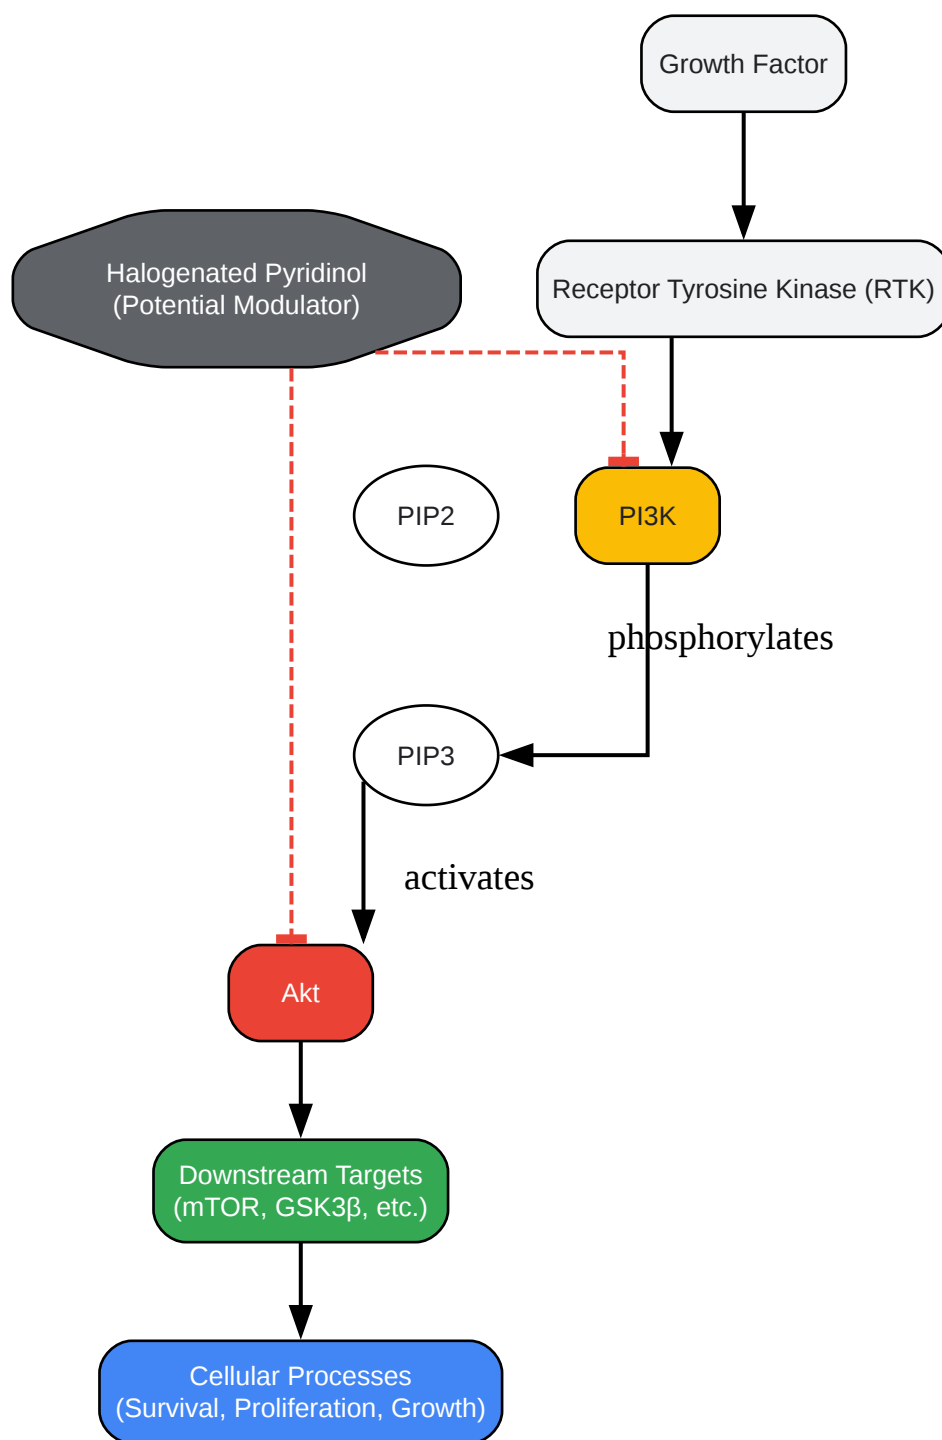 Growth Factor
Halogenated Pyridinol
(Potential Modulator)
Receptor Tyrosine Kinase (RTK)
PIP2
PI3K
phosphorylates
PIP3
activates
Akt
Downstream Targets
(mTOR, GSK3β, etc.)
Cellular Processes
(Survival, Proliferation, Growth)